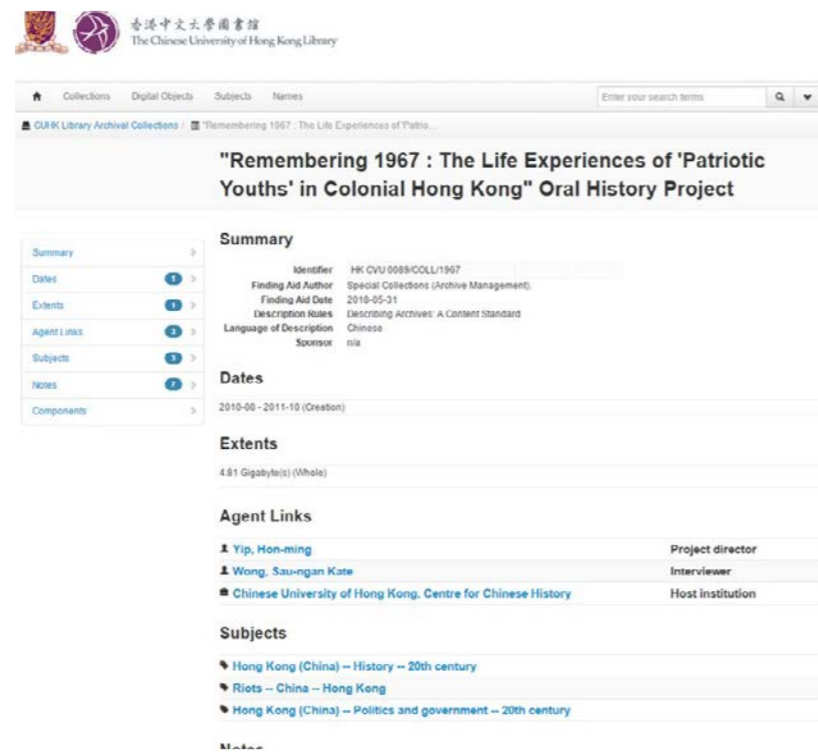 香港中文大學圖書館
The Chinese University of Hong Kong Library
Collections Digital Objects Subjects Names Enter your search terms
CUHK Library Archival Collections / "Remembering 1967 : The Life Experiences of 'Patrio...
"Remembering 1967 : The Life Experiences of 'Patriotic
Youths' in Colonial Hong Kong" Oral History Project
Summary
Dates 1
Extents 1
Agent Links 3
Subjects 3
Notes 7
Components
Summary
Identifier HK CVU 0089/COLL/1967
Finding Aid Author Special Collections (Archive Management).
Finding Aid Date 2018-05-31
Description Rules Describing Archives: A Content Standard
Language of Description Chinese
Sponsor n/a
Dates
2010-08 - 2011-10 (Creation)
Extents
4.81 Gigabyte(s) (Whole)
Agent Links
Yip, Hon-ming Project director
Wong, Sau-ngan Kate Interviewer
Chinese University of Hong Kong. Centre for Chinese History Host institution
Subjects
Hong Kong (China) -- History -- 20th century
Riots -- China -- Hong Kong
Hong Kong (China) -- Politics and government -- 20th century
Notes